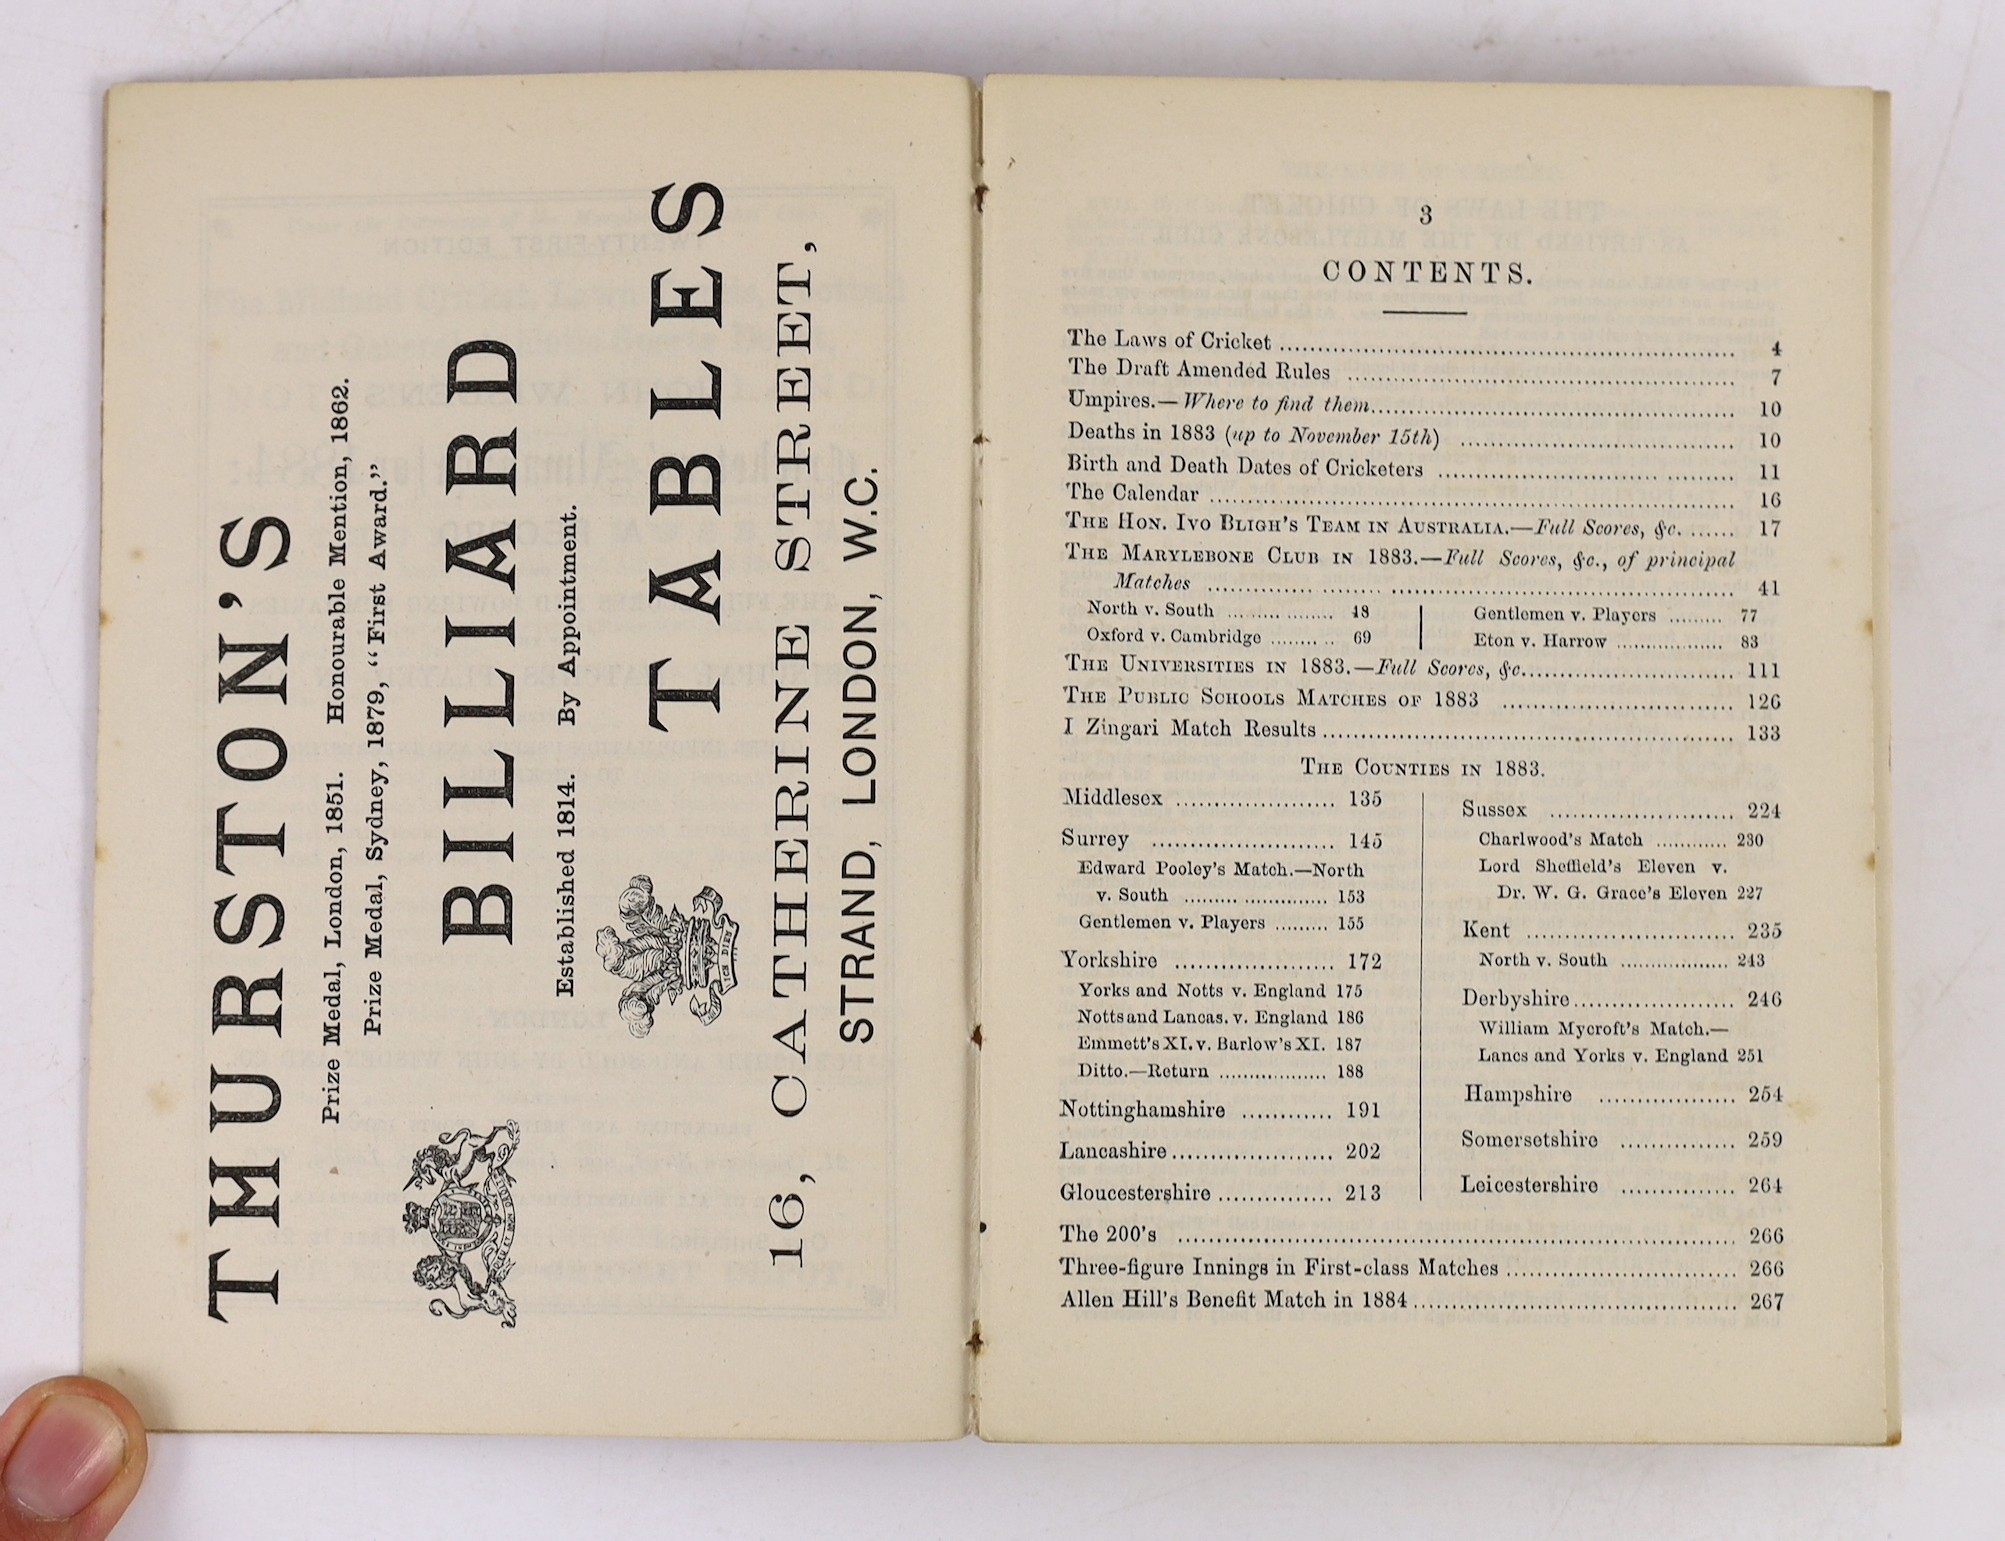 THURSTON'S
Prize Medal, London, 1851. Honourable Mention, 1862.
Prize Medal, Sydney, 1879, "First Award."
BILLIARD
Established 1814. By Appointment.
TABLES
ICH DIEN
16, CATHERINE STREET,
STRAND, LONDON, W.C.
3
CONTENTS.
The Laws of Cricket ........ 4
The Draft Amended Rules ........ 7
Umpires.—Where to find them........ 10
Deaths in 1883 (up to November 15th) ........ 10
Birth and Death Dates of Cricketers ........ 11
The Calendar ........ 16
THE HON. IVO BLIGH'S TEAM IN AUSTRALIA.—Full Scores, &c. ...... 17
THE MARYLEBONE CLUB IN 1883.—Full Scores, &c., of principal
Matches ........ 41
North v. South ........ 48
Oxford v. Cambridge ........ 69
Gentlemen v. Players ........ 77
Eton v. Harrow ........ 83
THE UNIVERSITIES IN 1883.—Full Scores, &c......... 111
THE PUBLIC SCHOOLS MATCHES OF 1883 ........ 126
I Zingari Match Results ........ 133
THE COUNTIES IN 1883.
Middlesex ........ 135
Surrey ........ 145
Edward Pooley's Match.—North
v. South ........ 153
Gentlemen v. Players ........ 155
Yorkshire ........ 172
Yorks and Notts v. England 175
Notts and Lancas. v. England 186
Emmett's XI. v. Barlow's XI. 187
Ditto.—Return ........ 188
Nottinghamshire ........ 191
Lancashire ........ 202
Gloucestershire ........ 213
Sussex ........ 224
Charlwood's Match ........ 230
Lord Sheffield's Eleven v.
Dr. W. G. Grace's Eleven 227
Kent ........ 235
North v. South ........ 243
Derbyshire ........ 246
William Mycroft's Match.—
Lancs and Yorks v. England 251
Hampshire ........ 254
Somersetshire ........ 259
Leicestershire ........ 264
The 200's ........ 266
Three-figure Innings in First-class Matches ........ 266
Allen Hill's Benefit Match in 1884 ........ 267